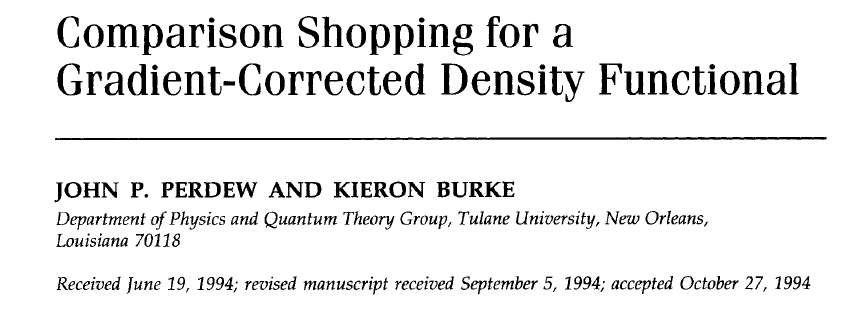 Comparison Shopping for a
Gradient-Corrected Density Functional
JOHN P. PERDEW AND KIERON BURKE
Department of Physics and Quantum Theory Group, Tulane University, New Orleans,
Louisiana 70118
Received June 19, 1994; revised manuscript received September 5, 1994; accepted October 27, 1994